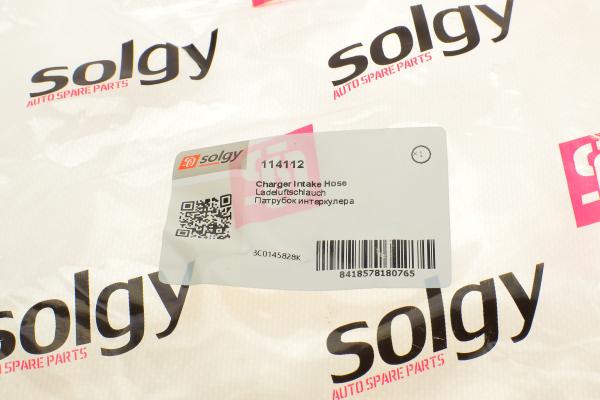 solgy
AUTO SPARE PARTS
solgy
AUTO SPARE PARTS
solgy
114112
x1
Charger Intake Hose
Ladeluftschlauch
Патрубок интеркулера
3C0145828K
8418578180765
solgy
AUTO SPARE PARTS
solgy
AUTO SPARE PARTS